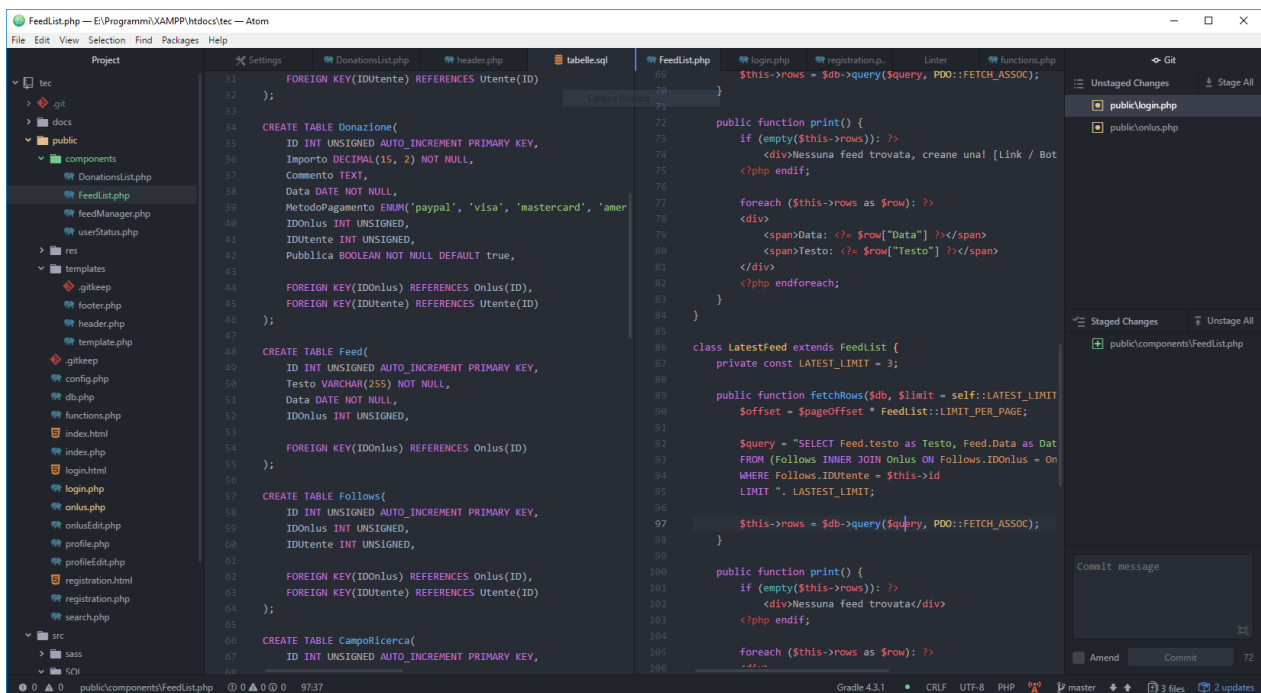 FeedList.php — E:\Programmi\XAMPP\htdocs\tec — Atom
File Edit View Selection Find Packages Help
Project
tec
.git
docs
public
components
DonationsList.php
FeedList.php
feedManager.php
userStatus.php
res
templates
.gitkeep
footer.php
header.php
template.php
.gitkeep
config.php
db.php
functions.php
index.html
index.php
login.html
login.php
onlus.php
onlusEdit.php
profile.php
profileEdit.php
registration.html
registration.php
search.php
src
sass
SQL
Settings DonationsList.php header.php tabelle.sql
31 FOREIGN KEY(IDUtente) REFERENCES Utente(ID)
32 );
33
34 CREATE TABLE Donazione(
35 ID INT UNSIGNED AUTO_INCREMENT PRIMARY KEY,
36 Importo DECIMAL(15, 2) NOT NULL,
37 Commento TEXT,
38 Data DATE NOT NULL,
39 MetodoPagamento ENUM('paypal', 'visa', 'mastercard', 'amer
40 IDOnlus INT UNSIGNED,
41 IDUtente INT UNSIGNED,
42 Pubblica BOOLEAN NOT NULL DEFAULT true,
43
44 FOREIGN KEY(IDOnlus) REFERENCES Onlus(ID),
45 FOREIGN KEY(IDUtente) REFERENCES Utente(ID)
46 );
47
48 CREATE TABLE Feed(
49 ID INT UNSIGNED AUTO_INCREMENT PRIMARY KEY,
50 Testo VARCHAR(255) NOT NULL,
51 Data DATE NOT NULL,
52 IDOnlus INT UNSIGNED,
53
54 FOREIGN KEY(IDOnlus) REFERENCES Onlus(ID)
55 );
56
57 CREATE TABLE Follows(
58 ID INT UNSIGNED AUTO_INCREMENT PRIMARY KEY,
59 IDOnlus INT UNSIGNED,
60 IDUtente INT UNSiGNED,
61
62 FOREIGN KEY(IDOnlus) REFERENCES Onlus(ID),
63 FOREIGN KEY(IDUtente) REFERENCES Utente(ID)
64 );
65
66 CREATE TABLE CampoRicerca(
67 ID INT UNSIGNED AUTO_INCREMENT PRIMARY KEY,
Cattura finestra
FeedList.php login.php registration.p.. Linter functions.php
69 $this->rows = $db->query($query, PDO::FETCH_ASSOC);
70 }
71
72 public function print() {
73 if (empty($this->rows)): ?>
74 <div>Nessuna feed trovata, creane una! [Link / Bot
75 <?php endif;
76
77 foreach ($this->rows as $row): ?>
78 <div>
79 <span>Data: <?= $row["Data"] ?></span>
80 <span>Testo: <?= $row["Testo"] ?></span>
81 </div>
82 <?php endforeach;
83 }
84 }
85
86 class LatestFeed extends FeedList {
87 private const LATEST_LIMIT = 3;
88
89 public function fetchRows($db, $limit = self::LATEST_LIMIT
90 $offset = $pageOffset * FeedList::LIMIT_PER_PAGE;
91
92 $query = "SELECT Feed.testo as Testo, Feed.Data as Dat
93 FROM (Follows INNER JOIN Onlus ON Follows.IDOnlus = On
94 WHERE Follows.IDUtente = $this->id
95 LIMIT ". LASTEST_LIMIT;
96
97 $this->rows = $db->query($query, PDO::FETCH_ASSOC);
98 }
99
100 public function print() {
101 if (empty($this->rows)): ?>
102 <div>Nessuna feed trovata</div>
103 <?php endif;
104
105 foreach ($this->rows as $row): ?>
106 <div>
Git
Unstaged Changes Stage All
public\login.php
public\onlus.php
Staged Changes Unstage All
public\components\FeedList.php
Commit message
Amend Commit 72
0 0 public\components\FeedList.php 0 0 0 97:37 Gradle 4.3.1 CRLF UTF-8 PHP master 3 files 2 updates